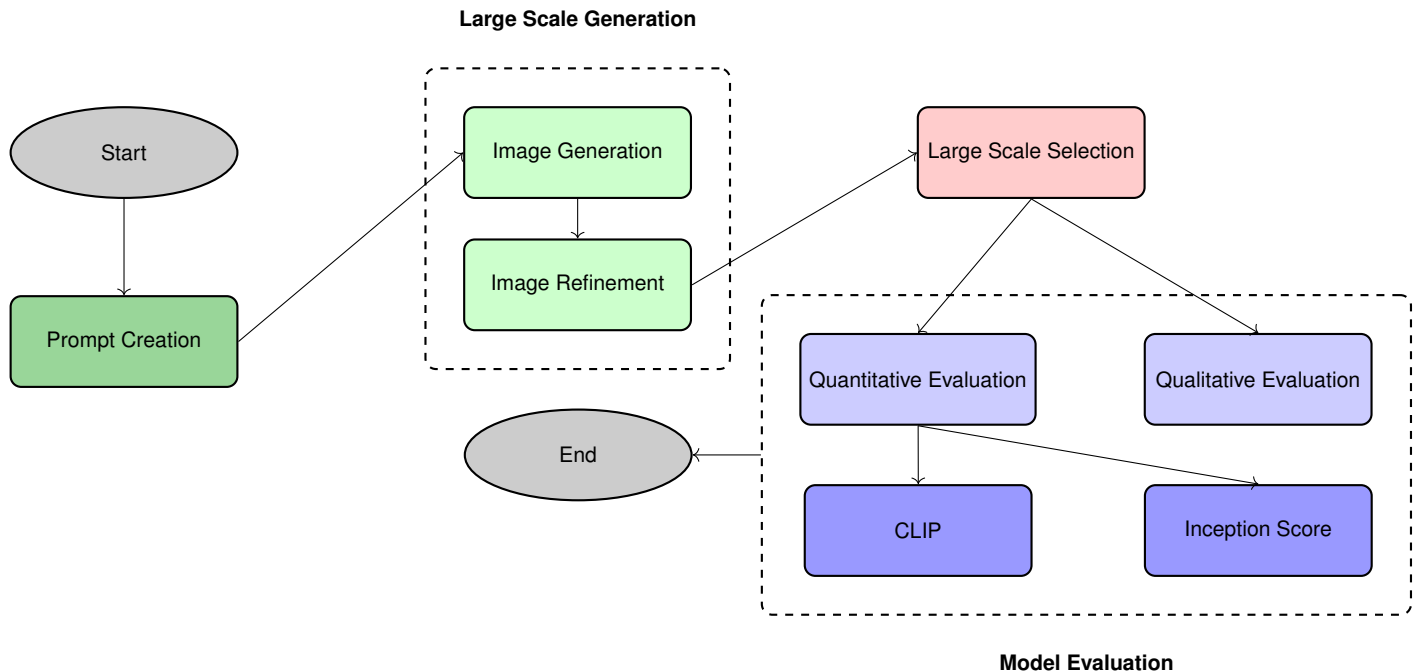 Large Scale Generation
Start
Image Generation
Large Scale Selection
Image Refinement
Prompt Creation
Quantitative Evaluation
Qualitative Evaluation
End
CLIP
Inception Score
Model Evaluation